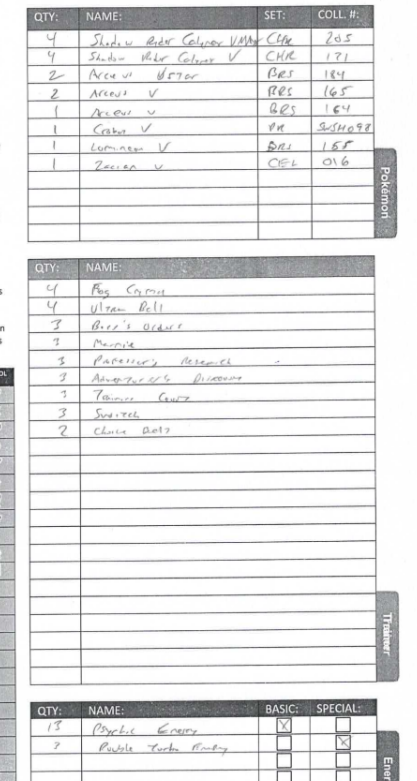 QTY: NAME: SET: COLL. #:
4 Shadow Rider Calyrex VMAX CHR 205
4 Shadow Rider Calyrex V CHR 171
2 Arceus VSTAR BRS 184
2 Arceus V BRS 165
1 Arceus V BRS 164
1 Crobat V PR SWSH098
1 Lumineon V BRS 155
1 Zacian V CEL 016
Pokémon
QTY: NAME:
4 Fog Crystal
4 Ultra Ball
3 Boss's Orders
3 Marnie
3 Professor's Research
3 Adventurer's Discovery
3 Training Court
3 Switch
2 Choice Belt
Trainer
QTY: NAME: BASIC: SPECIAL:
13 Psychic Energy X
Double Turbo Energy X
Ener